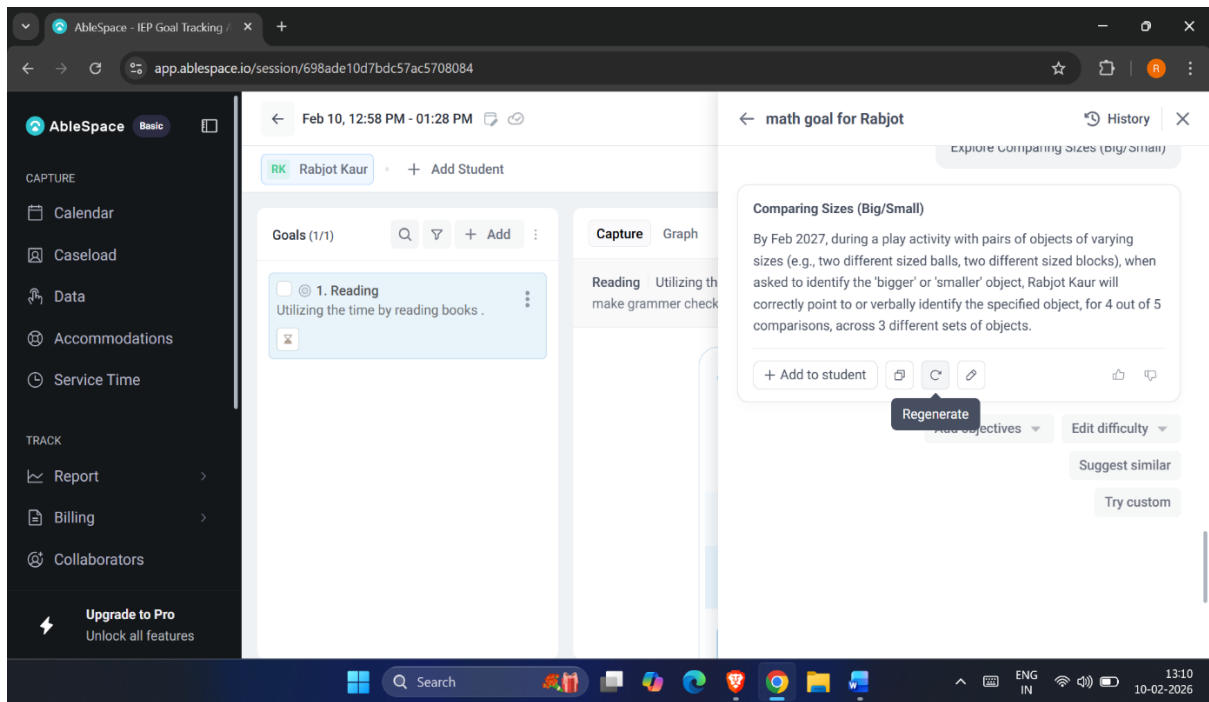 AbleSpace - IEP Goal Tracking
app.ablespace.io/session/698ade10d7bdc57ac5708084
R
AbleSpace Basic
CAPTURE
Calendar
Caseload
Data
Accommodations
Service Time
TRACK
Report
Billing
Collaborators
Upgrade to Pro
Unlock all features
Feb 10, 12:58 PM - 01:28 PM
RK Rabjot Kaur
+ Add Student
Goals (1/1)
+ Add
1. Reading
Utilizing the time by reading books .
Capture Graph
Reading Utilizing th
make grammer check
math goal for Rabjot
History
Explore Comparing Sizes (Big/Small)
Comparing Sizes (Big/Small)
By Feb 2027, during a play activity with pairs of objects of varying
sizes (e.g., two different sized balls, two different sized blocks), when
asked to identify the 'bigger' or 'smaller' object, Rabjot Kaur will
correctly point to or verbally identify the specified object, for 4 out of 5
comparisons, across 3 different sets of objects.
+ Add to student
Regenerate
Add objectives
Edit difficulty
Suggest similar
Try custom
Search
ENG
IN
13:10
10-02-2026